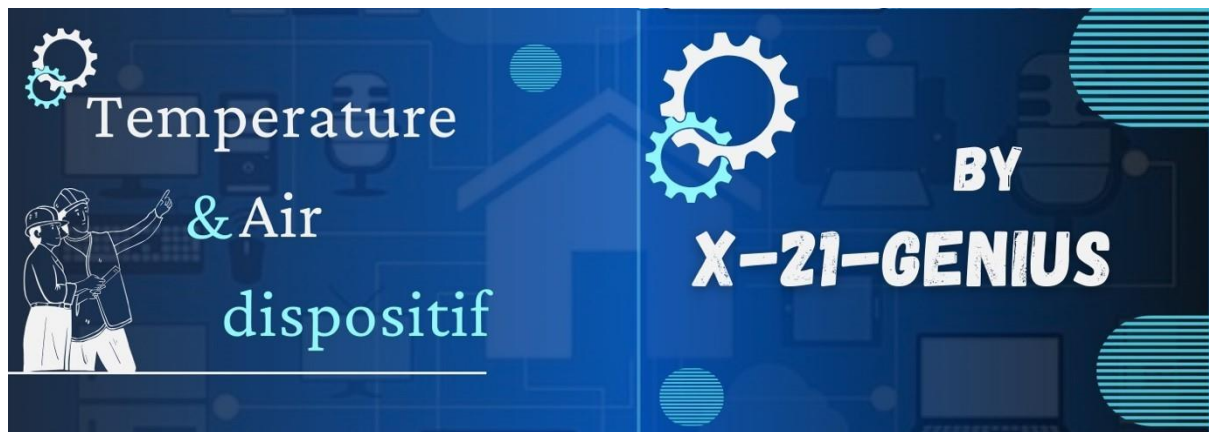 Temperature
& Air
dispositif
BY
X-21-GENIUS